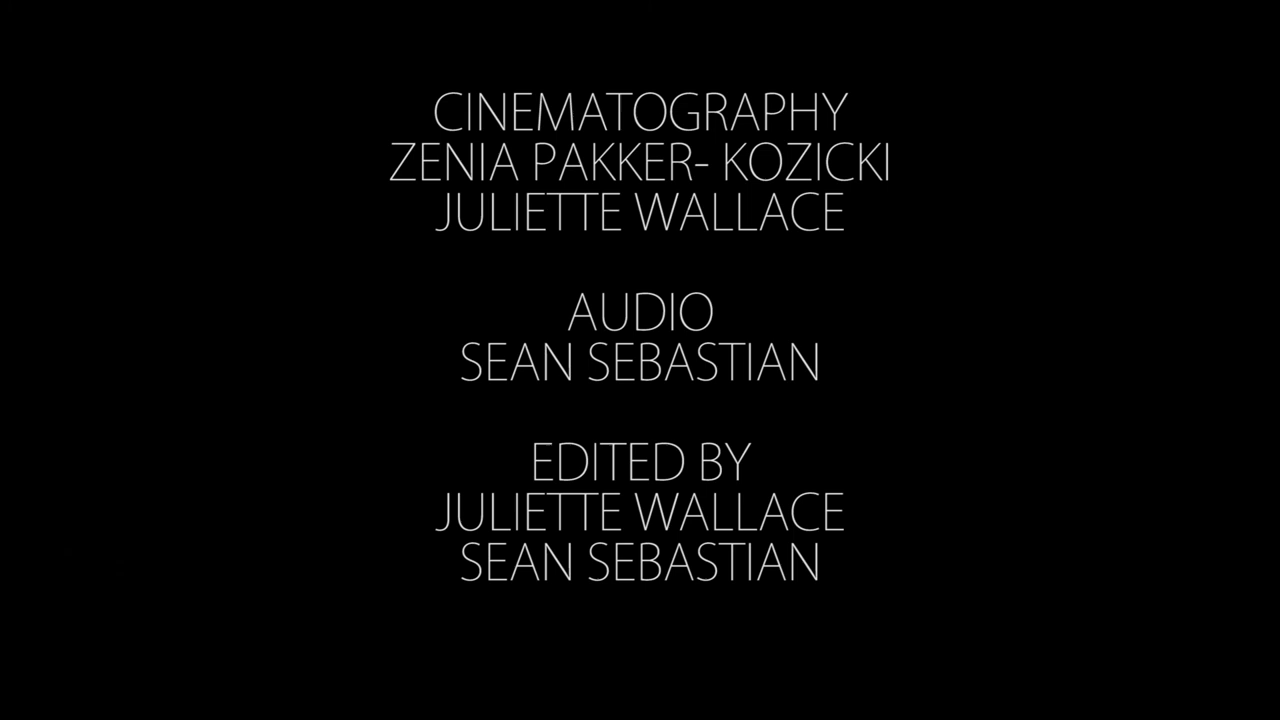 CINEMATOGRAPHY
ZENIA PAKKER- KOZICKI
JULIETTE WALLACE
AUDIO
SEAN SEBASTIAN
EDITED BY
JULIETTE WALLACE
SEAN SEBASTIAN